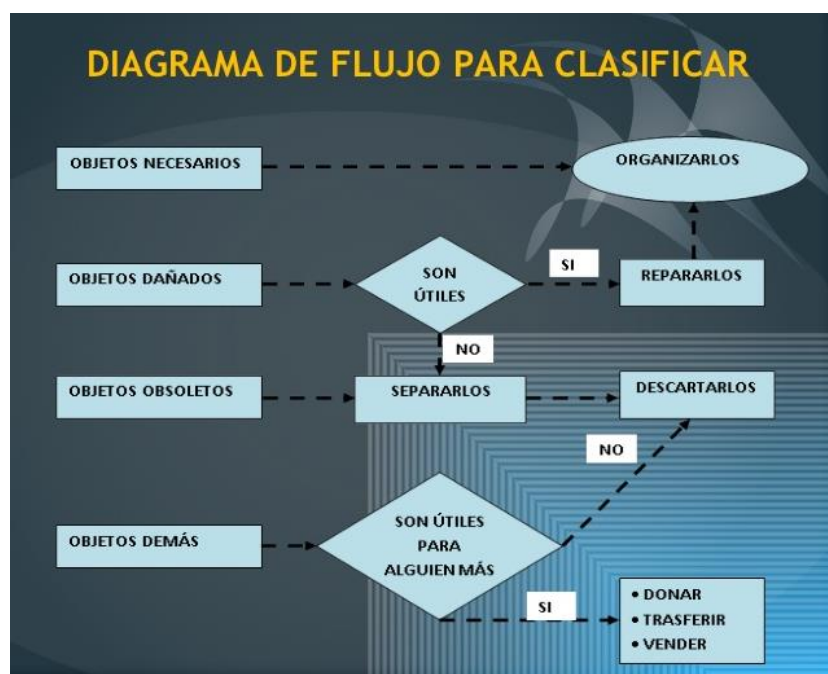 DIAGRAMA DE FLUJO PARA CLASIFICAR
OBJETOS NECESARIOS
ORGANIZARLOS
OBJETOS DAÑADOS
SON
ÚTILES
SI
REPARARLOS
NO
OBJETOS OBSOLETOS
SEPARARLOS
DESCARTARLOS
NO
OBJETOS DEMÁS
SON ÚTILES
PARA
ALGUIEN MÁS
SI
• DONAR
• TRASFERIR
• VENDER